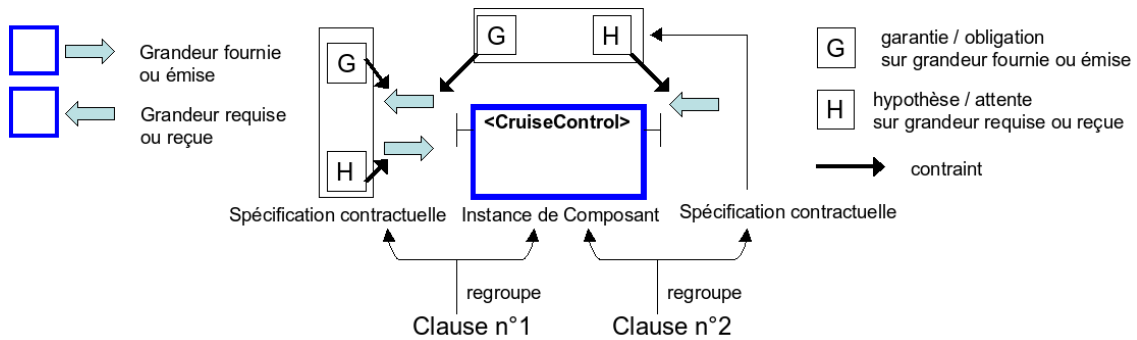 Grandeur fournie
ou émise
Grandeur requise
ou reçue
G
H
G
H
<CruiseControl>
Spécification contractuelle
Instance de Composant
Spécification contractuelle
regroupe
regroupe
Clause n°1
Clause n°2
G
garantie / obligation
sur grandeur fournie ou émise
H
hypothèse / attente
sur grandeur requise ou reçue
contraint